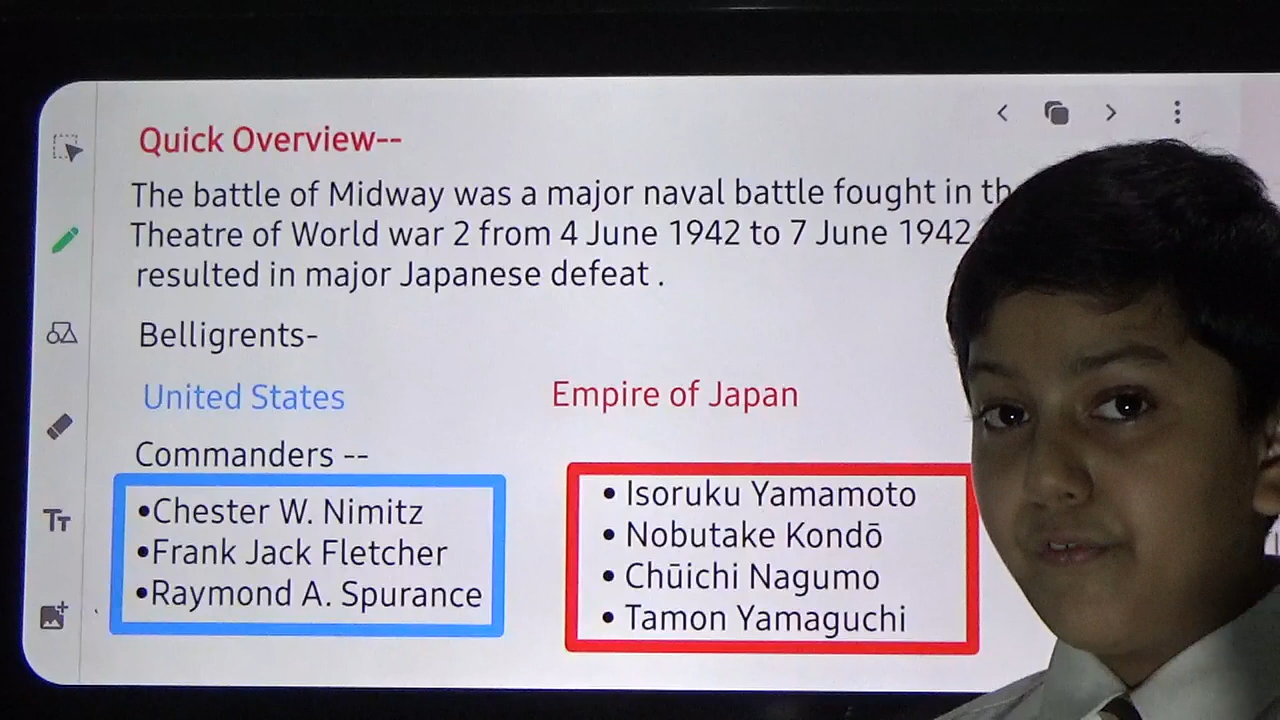 Quick Overview--
The battle of Midway was a major naval battle fought in th
Theatre of World war 2 from 4 June 1942 to 7 June 1942
resulted in major Japanese defeat .
Belligrents-
United States Empire of Japan
Commanders --
•Chester W. Nimitz
•Frank Jack Fletcher
•Raymond A. Spurance
• Isoruku Yamamoto
• Nobutake Kondō
• Chūichi Nagumo
• Tamon Yamaguchi
TT